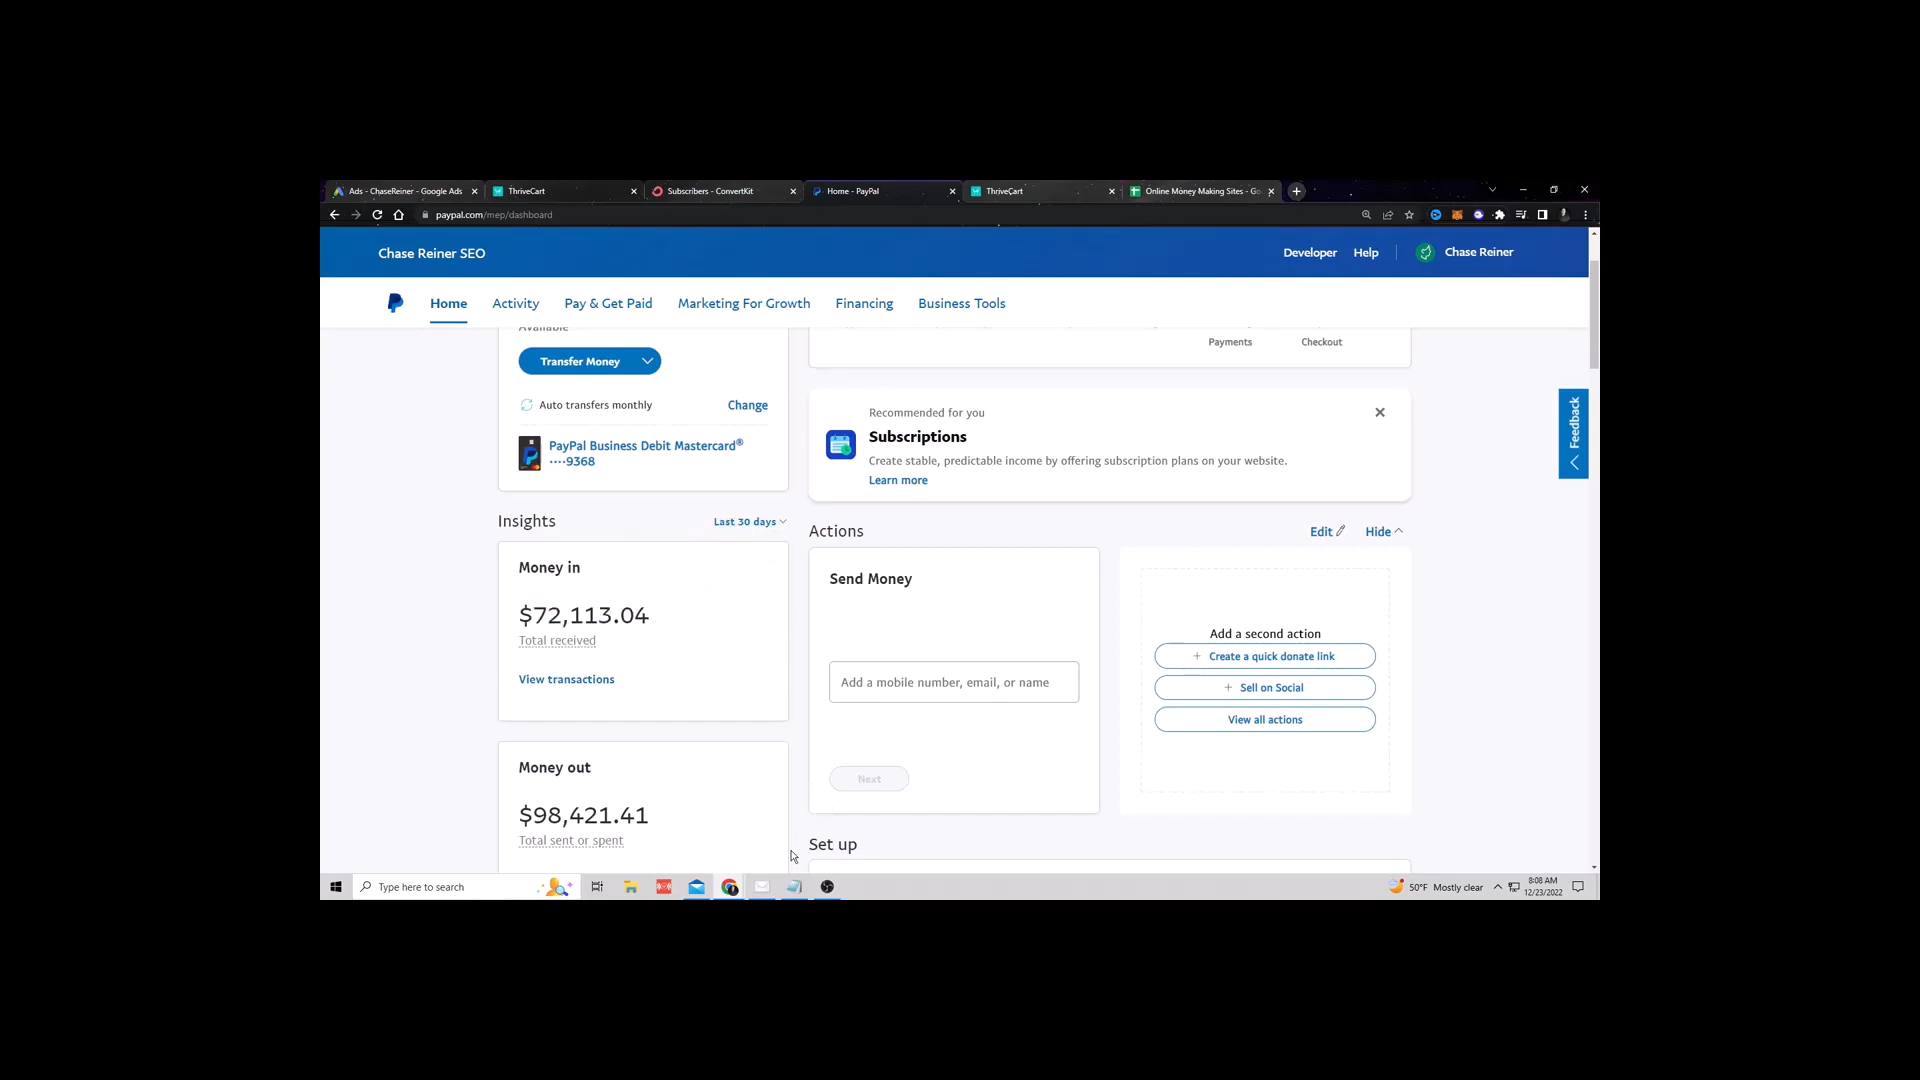 Ads - ChaseReiner - Google Ads
ThriveCart
Subscribers - ConvertKit
Home - PayPal
ThriveCart
Online Money Making Sites - Go
paypal.com/mep/dashboard
Chase Reiner SEO
Developer
Help
Chase Reiner
Home
Activity
Pay & Get Paid
Marketing For Growth
Financing
Business Tools
Available
Payments
Checkout
Transfer Money
Auto transfers monthly
Change
PayPal Business Debit Mastercard®
····9368
Recommended for you
Subscriptions
Create stable, predictable income by offering subscription plans on your website.
Learn more
Feedback
Insights
Last 30 days
Money in
$72,113.04
Total received
View transactions
Money out
$98,421.41
Total sent or spent
Actions
Edit
Hide
Send Money
Add a mobile number, email, or name
Next
Add a second action
+ Create a quick donate link
+ Sell on Social
View all actions
Set up
Type here to search
50°F Mostly clear
8:08 AM
12/23/2022